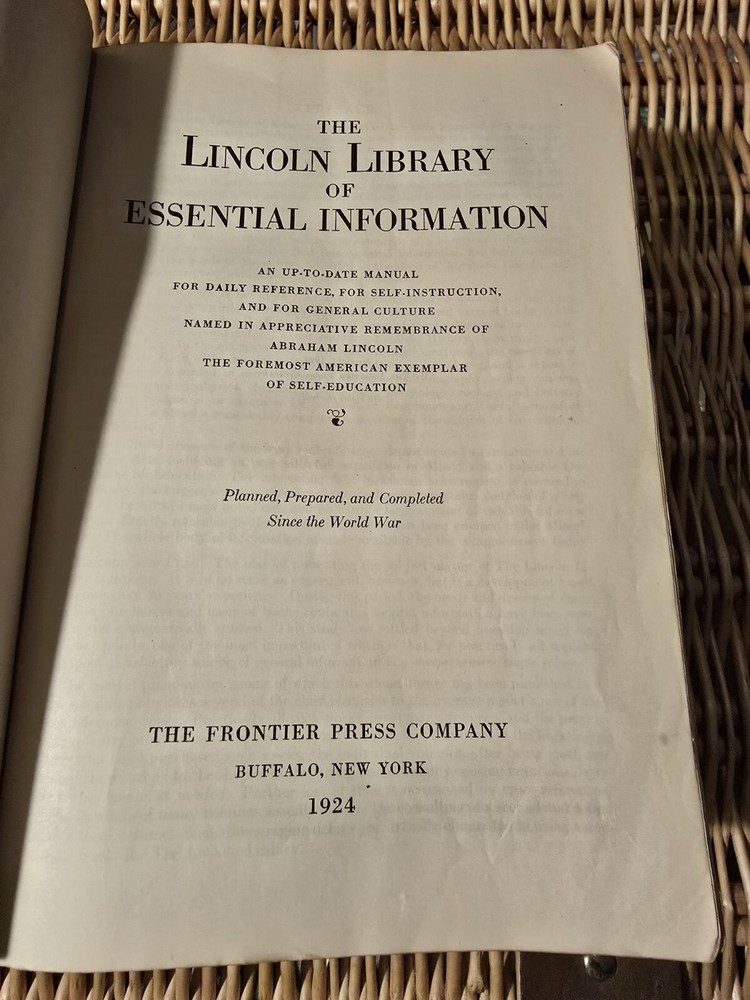 THE
LINCOLN LIBRARY
OF
ESSENTIAL INFORMATION
AN UP-TO-DATE MANUAL
FOR DAILY REFERENCE, FOR SELF-INSTRUCTION,
AND FOR GENERAL CULTURE
NAMED IN APPRECIATIVE REMEMBRANCE OF
ABRAHAM LINCOLN
THE FOREMOST AMERICAN EXEMPLAR
OF SELF-EDUCATION
Planned, Prepared, and Completed
Since the World War
THE FRONTIER PRESS COMPANY
BUFFALO, NEW YORK
1924